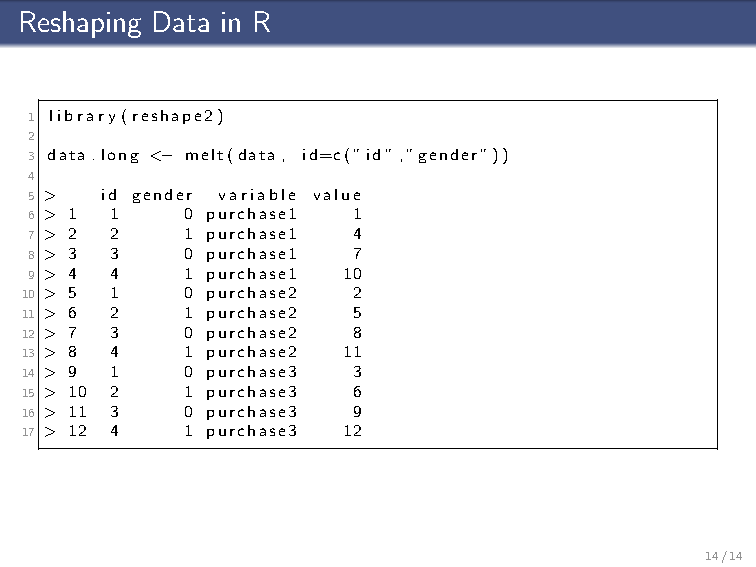 Reshaping Data in R
1 library(reshape2)
2
3 data.long <- melt(data, id=c("id","gender"))
4
5 >    id gender  variable value
6 > 1   1      0 purchase1     1
7 > 2   2      1 purchase1     4
8 > 3   3      0 purchase1     7
9 > 4   4      1 purchase1    10
10 > 5   1      0 purchase2     2
11 > 6   2      1 purchase2     5
12 > 7   3      0 purchase2     8
13 > 8   4      1 purchase2    11
14 > 9   1      0 purchase3     3
15 > 10  2      1 purchase3     6
16 > 11  3      0 purchase3     9
17 > 12  4      1 purchase3    12
14/14